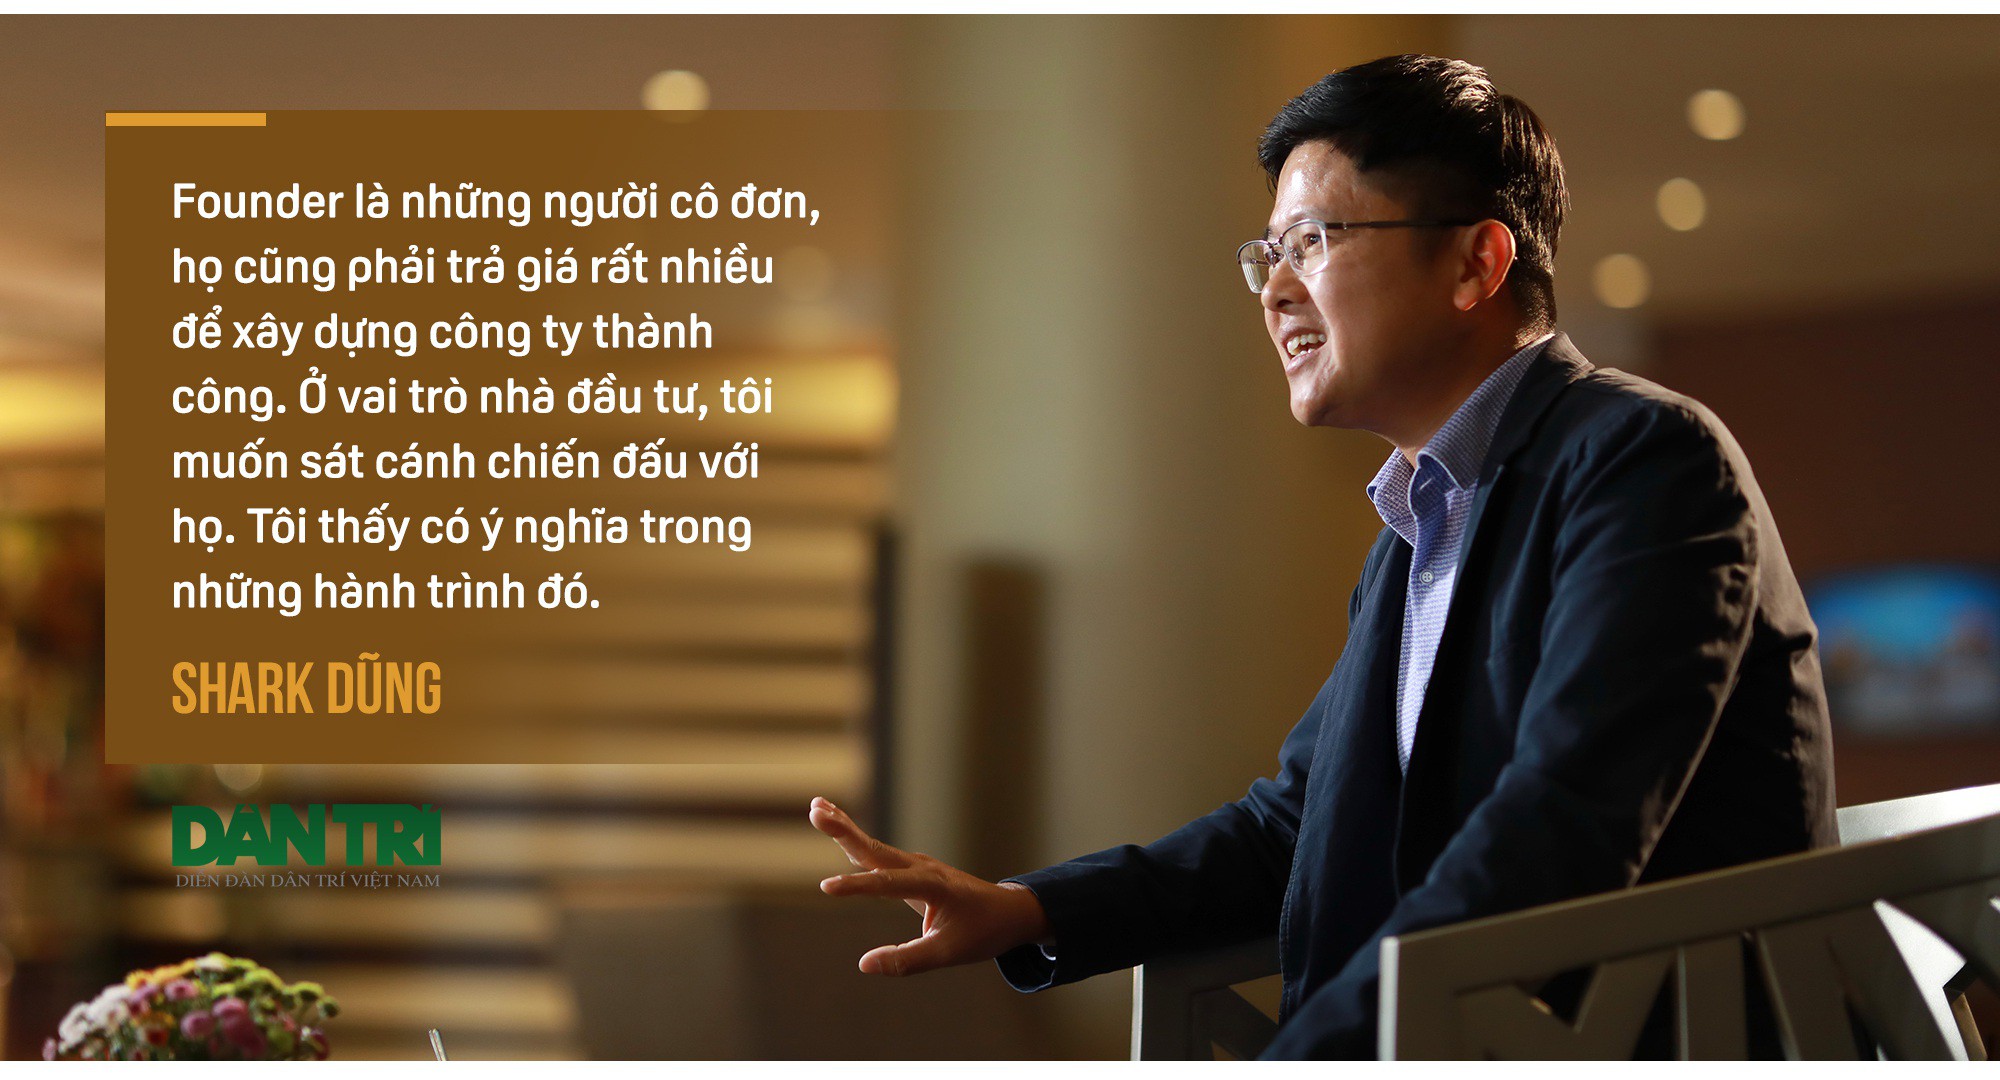 Founder là những người cô đơn,
họ cũng phải trả giá rất nhiều
để xây dựng công ty thành
công. Ở vai trò nhà đầu tư, tôi
muốn sát cánh chiến đấu với
họ. Tôi thấy có ý nghĩa trong
những hành trình đó.
SHARK DŨNG
DÂN TRÍ
DIỄN ĐÀN DÂN TRÍ VIỆT NAM